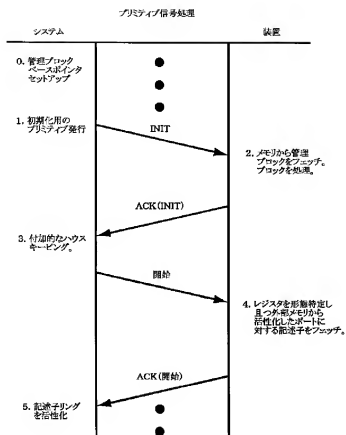 プリミティブ信号処理
システム
装置
0. 管理ブロック
ベースポインタ
セットアップ
1. 初期化用の
プリミティブ発行
INIT
2. メモリから管理
ブロックをフェッチ。
ブロックを処理。
ACK(INIT)
3. 付加的なハウス
キーピング。
開始
4. レジスタを形態特定し
且つ外部メモリから
活性化したポートに
対する記述子をフェッチ。
ACK(開始)
5. 記述子リング
を活性化